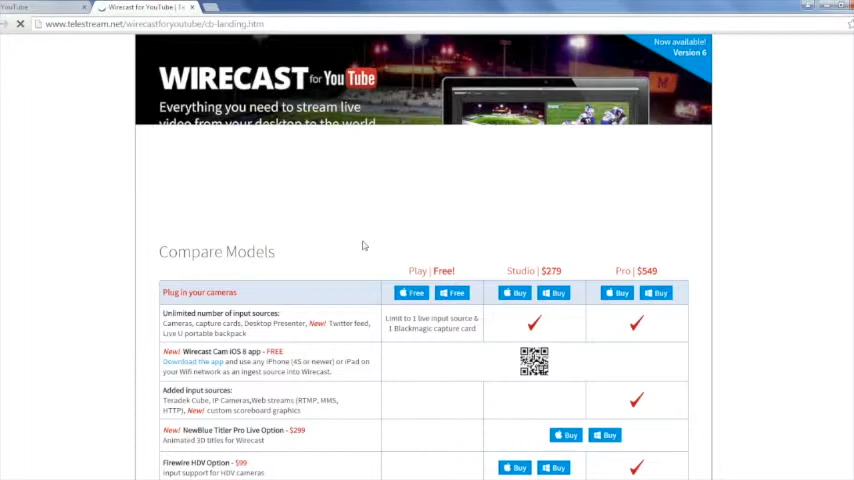 YouTube
Wirecast for YouTube | Te
www.telestream.net/wirecastforyoutube/cb-landing.htm
Now available!
Version 6
WIRECAST for YouTube
Everything you need to stream live
video from your desktop to the world
Compare Models
Play | Free!
Studio | $279
Pro | $549
Plug in your cameras
Free
Free
Buy
Buy
Buy
Buy
Unlimited number of input sources:
Cameras, capture cards, Desktop Presenter, New! Twitter feed,
Live U portable backpack
Limit to 1 live input source &
1 Blackmagic capture card
New! Wirecast Cam iOS 8 app - FREE
Download the app and use any iPhone (4S or newer) or iPad on
your Wifi network as an ingest source into Wirecast.
Added input sources:
Teradek Cube, IP Cameras,Web streams (RTMP, MMS,
HTTP), New! custom scoreboard graphics
New! NewBlue Titler Pro Live Option - $299
Animated 3D titles for Wirecast
Buy
Buy
Firewire HDV Option - $99
Input support for HDV cameras
Buy
Buy